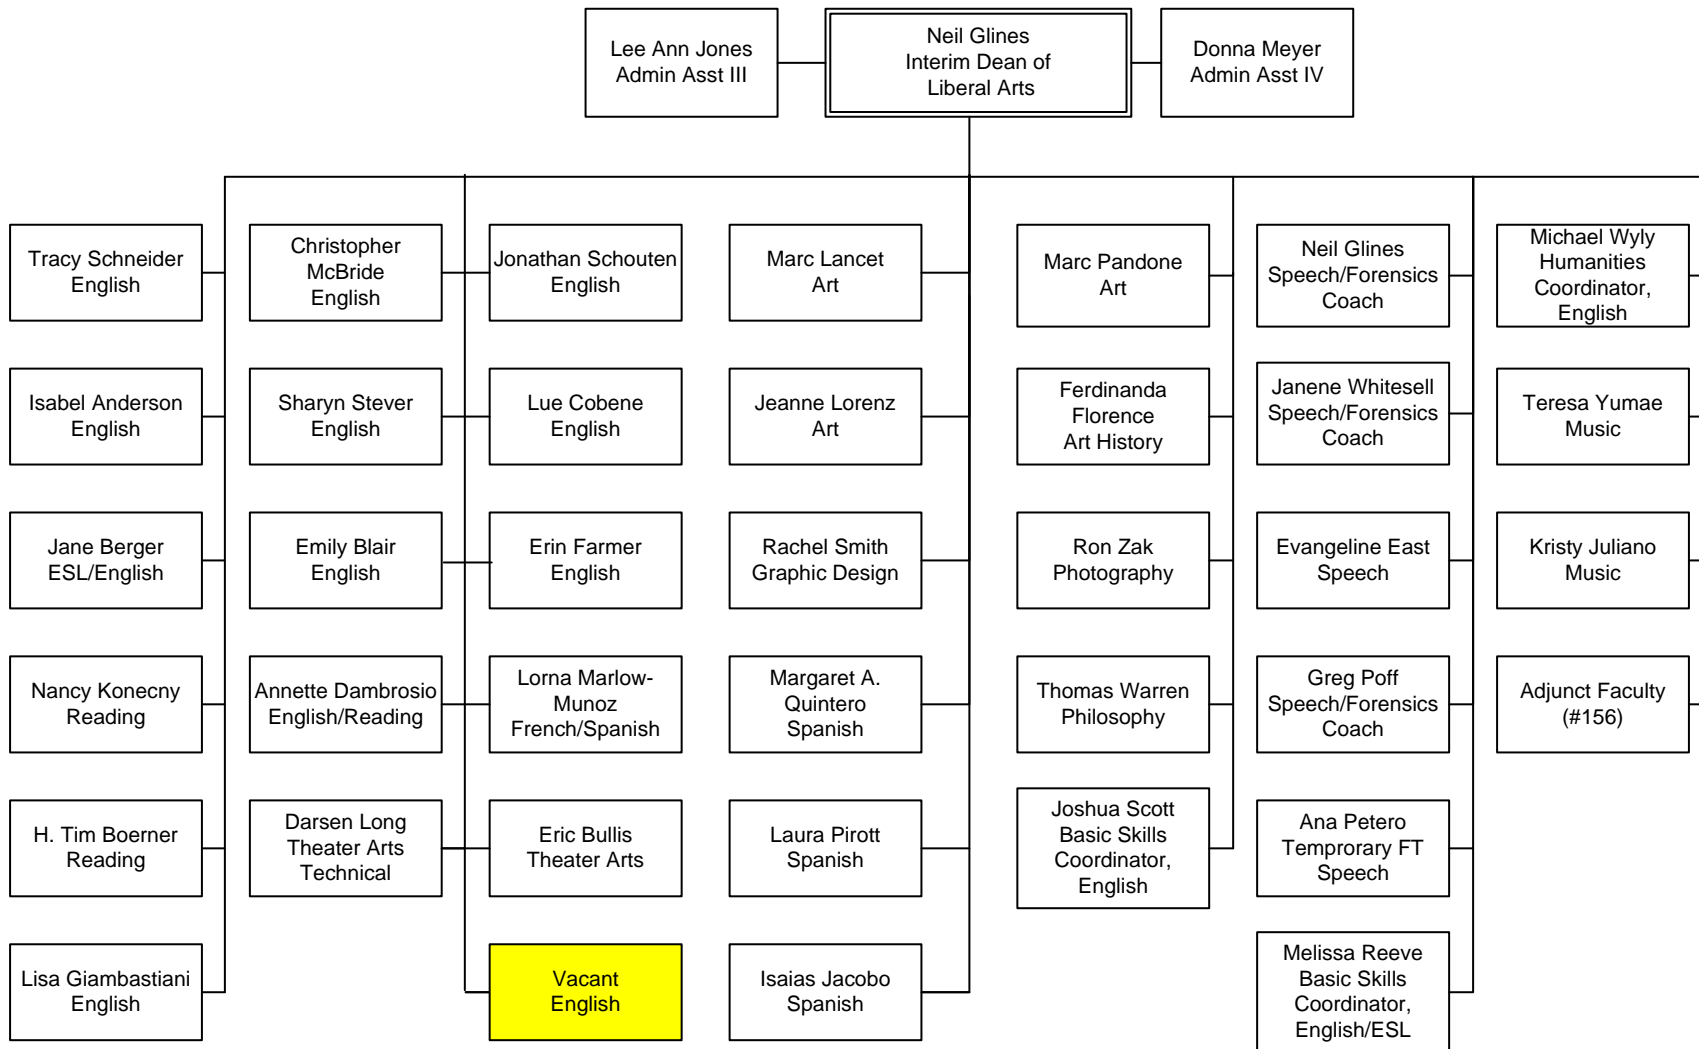 Lee Ann Jones
Admin Asst III
Neil Glines
Interim Dean of
Liberal Arts
Donna Meyer
Admin Asst IV
Tracy Schneider
English
Christopher
McBride
English
Jonathan Schouten
English
Marc Lancet
Art
Marc Pandone
Art
Neil Glines
Speech/Forensics
Coach
Michael Wyly
Humanities
Coordinator,
English
Isabel Anderson
English
Sharyn Stever
English
Lue Cobene
English
Jeanne Lorenz
Art
Ferdinanda
Florence
Art History
Janene Whitesell
Speech/Forensics
Coach
Teresa Yumae
Music
Jane Berger
ESL/English
Emily Blair
English
Erin Farmer
English
Rachel Smith
Graphic Design
Ron Zak
Photography
Evangeline East
Speech
Kristy Juliano
Music
Nancy Konecny
Reading
Annette Dambrosio
English/Reading
Lorna Marlow-
Munoz
French/Spanish
Margaret A.
Quintero
Spanish
Thomas Warren
Philosophy
Greg Poff
Speech/Forensics
Coach
Adjunct Faculty
(#156)
H. Tim Boerner
Reading
Darsen Long
Theater Arts
Technical
Eric Bullis
Theater Arts
Laura Pirott
Spanish
Joshua Scott
Basic Skills
Coordinator,
English
Ana Petero
Temprorary FT
Speech
Lisa Giambastiani
English
Vacant
English
Isaias Jacobo
Spanish
Melissa Reeve
Basic Skills
Coordinator,
English/ESL